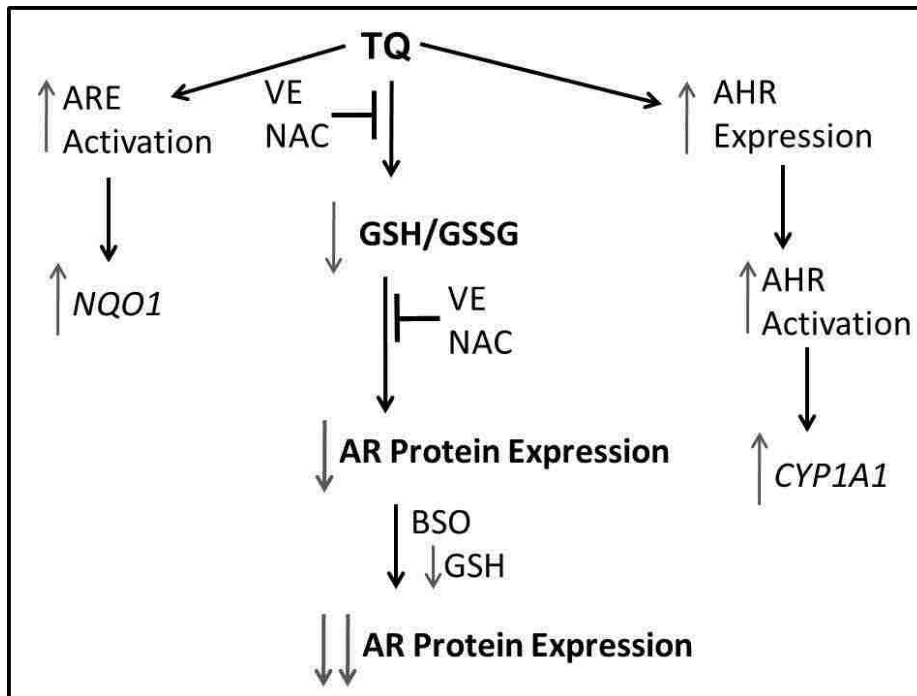 TQ
ARE
Activation
VE
NAC
AHR
Expression
GSH/GSSG
NQO1
VE
NAC
AHR
Activation
AR Protein Expression
CYP1A1
BSO
GSH
AR Protein Expression